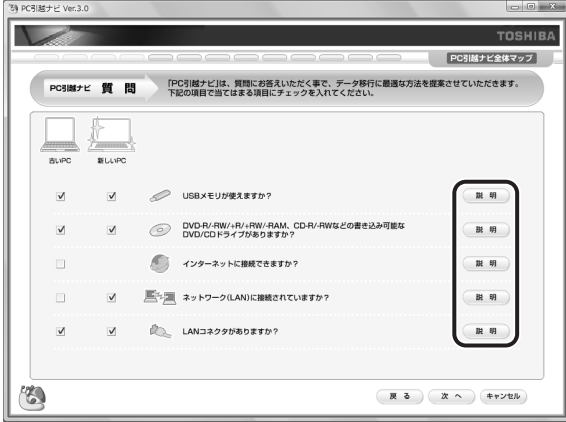 PC引越ナビ Ver.3.0
TOSHIBA
PC引越ナビ全体マップ
PC引越ナビ 質 問
「PC引越ナビ」は、質問にお答えいただく事で、データ移行に最適な方法を提案させていただきます。
下記の項目で当てはまる項目にチェックを入れてください。
古いPC 新しいPC
USBメモリが使えますか？ 説 明
DVD-R/-RW/+R/+RW/-RAM、CD-R/-RWなどの書き込み可能な
DVD/CDドライブがありますか？ 説 明
インターネットに接続できますか？ 説 明
ネットワーク(LAN)に接続されていますか？ 説 明
LANコネクタがありますか？ 説 明
戻 る 次 へ キャンセル